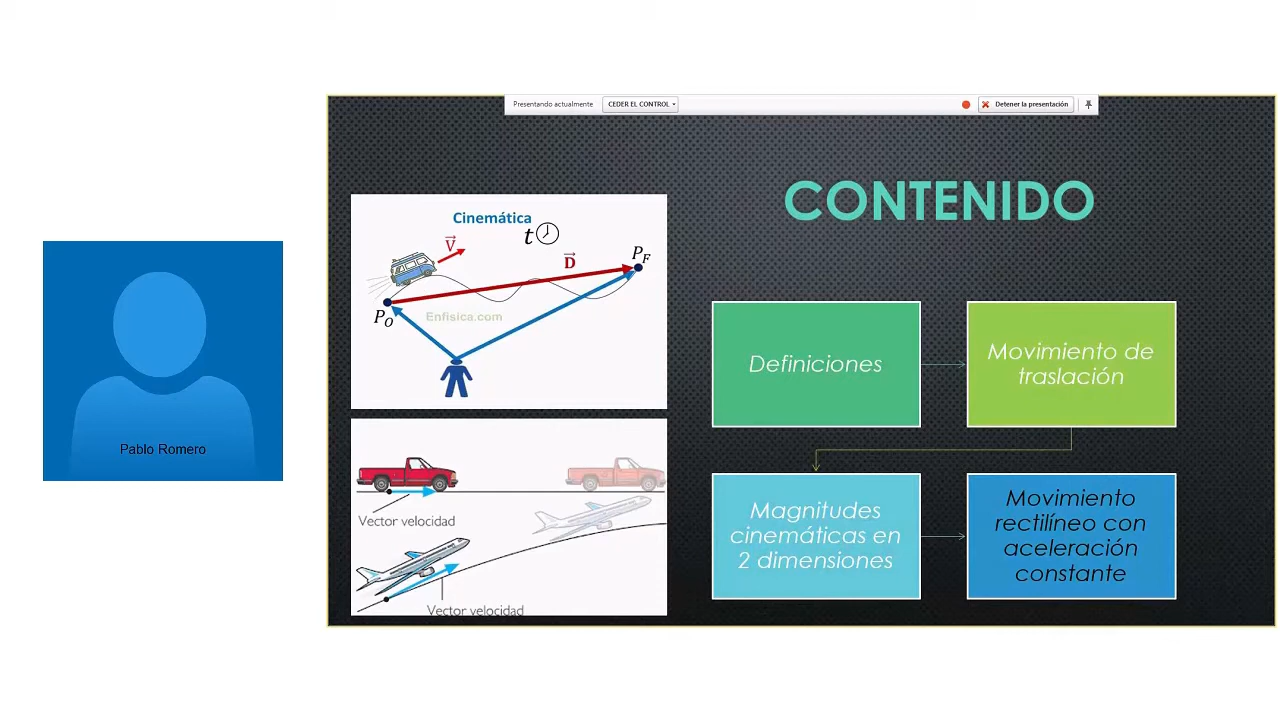 Presentando actualmente
CEDER EL CONTROL
Detener la presentación
CONTENIDO
Cinemática
t
V
D
P_F
P_O
Enfisica.com
Vector velocidad
Vector velocidad
Definiciones
Movimiento de
traslación
Magnitudes
cinemáticas en
2 dimensiones
Movimiento
rectilíneo con
aceleración
constante
Pablo Romero